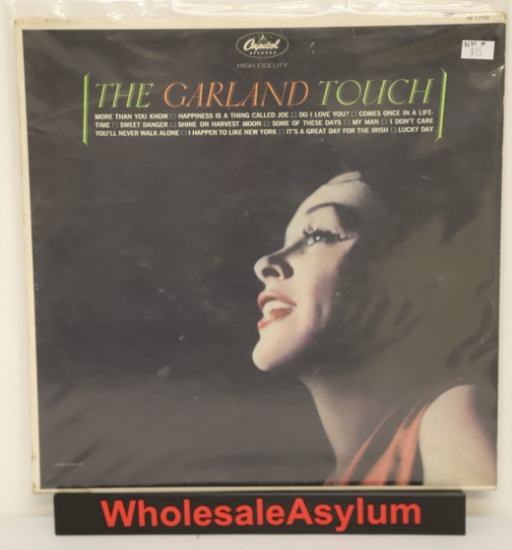 W 1710
Capitol
RECORDS
HIGH FIDELITY
THE GARLAND TOUCH
MORE THAN YOU KNOW □ HAPPINESS IS A THING CALLED JOE □ DO I LOVE YOU? □ COMES ONCE IN A LIFE-
TIME □ SWEET DANGER □ SHINE ON HARVEST MOON □ SOME OF THESE DAYS □ MY MAN □ I DON'T CARE
YOU'LL NEVER WALK ALONE □ I HAPPEN TO LIKE NEW YORK □ IT'S A GREAT DAY FOR THE IRISH □ LUCKY DAY
WholesaleAsylum